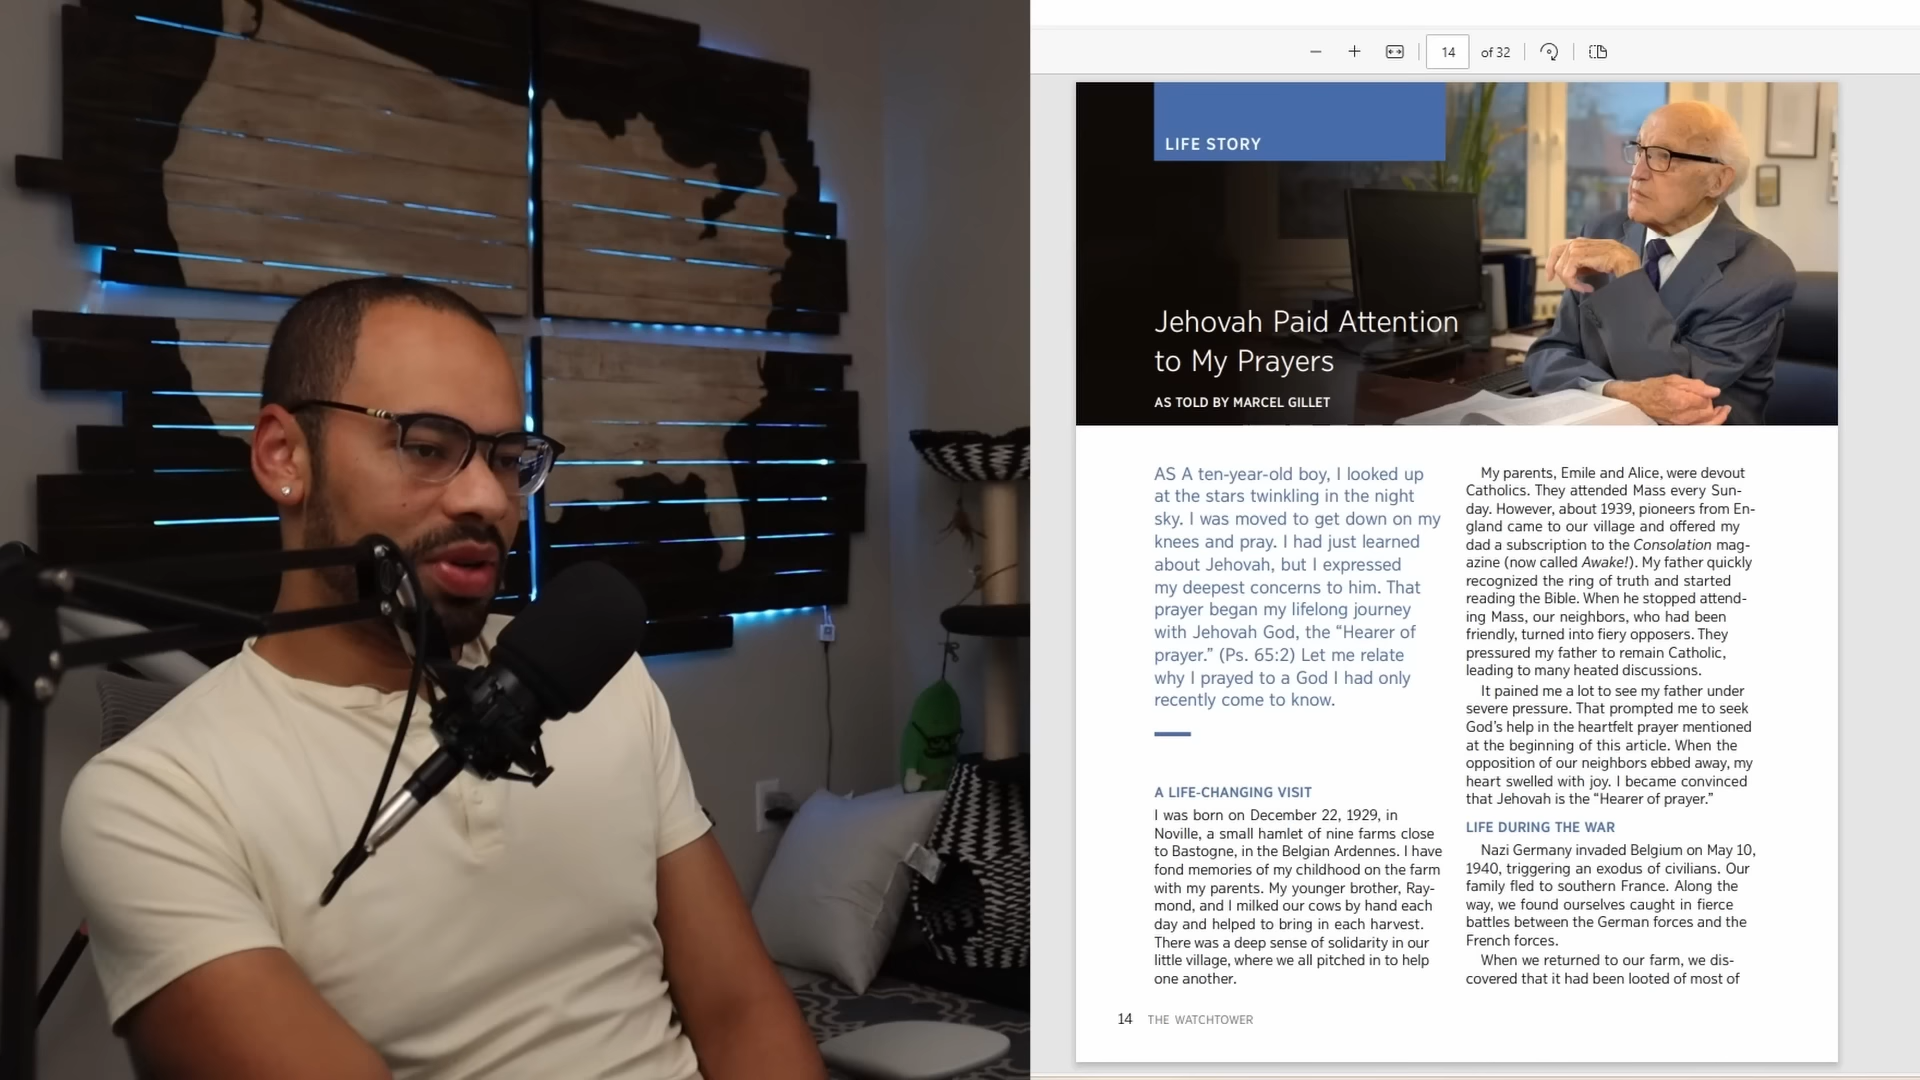 14 of 32
LIFE STORY
Jehovah Paid Attention
to My Prayers
AS TOLD BY MARCEL GILLET
AS A ten-year-old boy, I looked up
at the stars twinkling in the night
sky. I was moved to get down on my
knees and pray. I had just learned
about Jehovah, but I expressed
my deepest concerns to him. That
prayer began my lifelong journey
with Jehovah God, the “Hearer of
prayer.” (Ps. 65:2) Let me relate
why I prayed to a God I had only
recently come to know.
A LIFE-CHANGING VISIT
I was born on December 22, 1929, in
Noville, a small hamlet of nine farms close
to Bastogne, in the Belgian Ardennes. I have
fond memories of my childhood on the farm
with my parents. My younger brother, Ray-
mond, and I milked our cows by hand each
day and helped to bring in each harvest.
There was a deep sense of solidarity in our
little village, where we all pitched in to help
one another.
My parents, Emile and Alice, were devout
Catholics. They attended Mass every Sun-
day. However, about 1939, pioneers from En-
gland came to our village and offered my
dad a subscription to the Consolation mag-
azine (now called Awake!). My father quickly
recognized the ring of truth and started
reading the Bible. When he stopped attend-
ing Mass, our neighbors, who had been
friendly, turned into fiery opposers. They
pressured my father to remain Catholic,
leading to many heated discussions.
It pained me a lot to see my father under
severe pressure. That prompted me to seek
God’s help in the heartfelt prayer mentioned
at the beginning of this article. When the
opposition of our neighbors ebbed away, my
heart swelled with joy. I became convinced
that Jehovah is the “Hearer of prayer.”
LIFE DURING THE WAR
Nazi Germany invaded Belgium on May 10,
1940, triggering an exodus of civilians. Our
family fled to southern France. Along the
way, we found ourselves caught in fierce
battles between the German forces and the
French forces.
When we returned to our farm, we dis-
covered that it had been looted of most of
14 THE WATCHTOWER